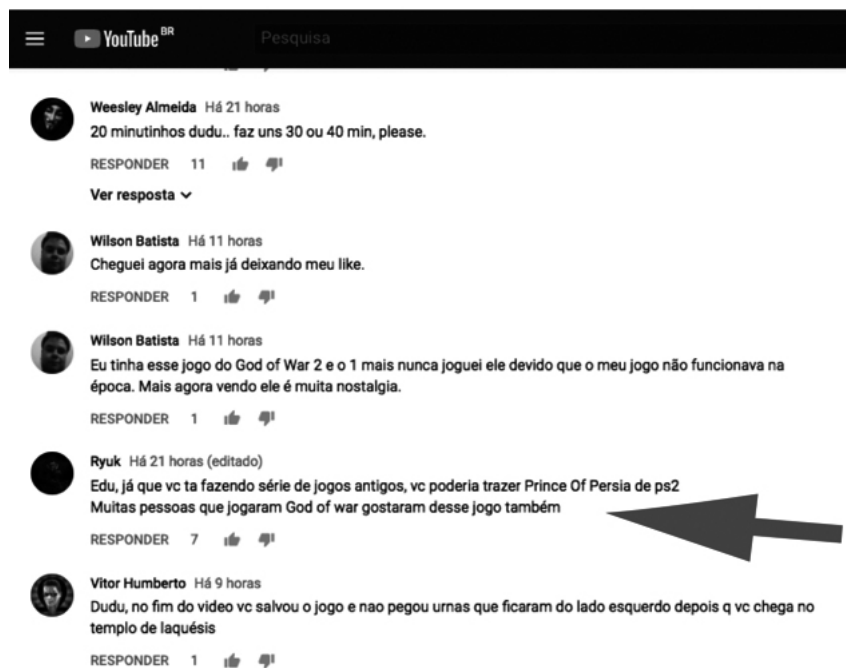 YouTube BR
Pesquisa
Weesley Almeida Há 21 horas
20 minutinhos dudu.. faz uns 30 ou 40 min, please.
RESPONDER 11
Ver resposta
Wilson Batista Há 11 horas
Cheguei agora mais já deixando meu like.
RESPONDER 1
Wilson Batista Há 11 horas
Eu tinha esse jogo do God of War 2 e o 1 mais nunca joguei ele devido que o meu jogo não funcionava na
época. Mais agora vendo ele é muita nostalgia.
RESPONDER 1
Ryuk Há 21 horas (editado)
Edu, já que vc ta fazendo série de jogos antigos, vc poderia trazer Prince Of Persia de ps2
Muitas pessoas que jogaram God of war gostaram desse jogo também
RESPONDER 7
Vitor Humberto Há 9 horas
Dudu, no fim do video vc salvou o jogo e nao pegou urnas que ficaram do lado esquerdo depois q vc chega no
templo de laquésis
RESPONDER 1